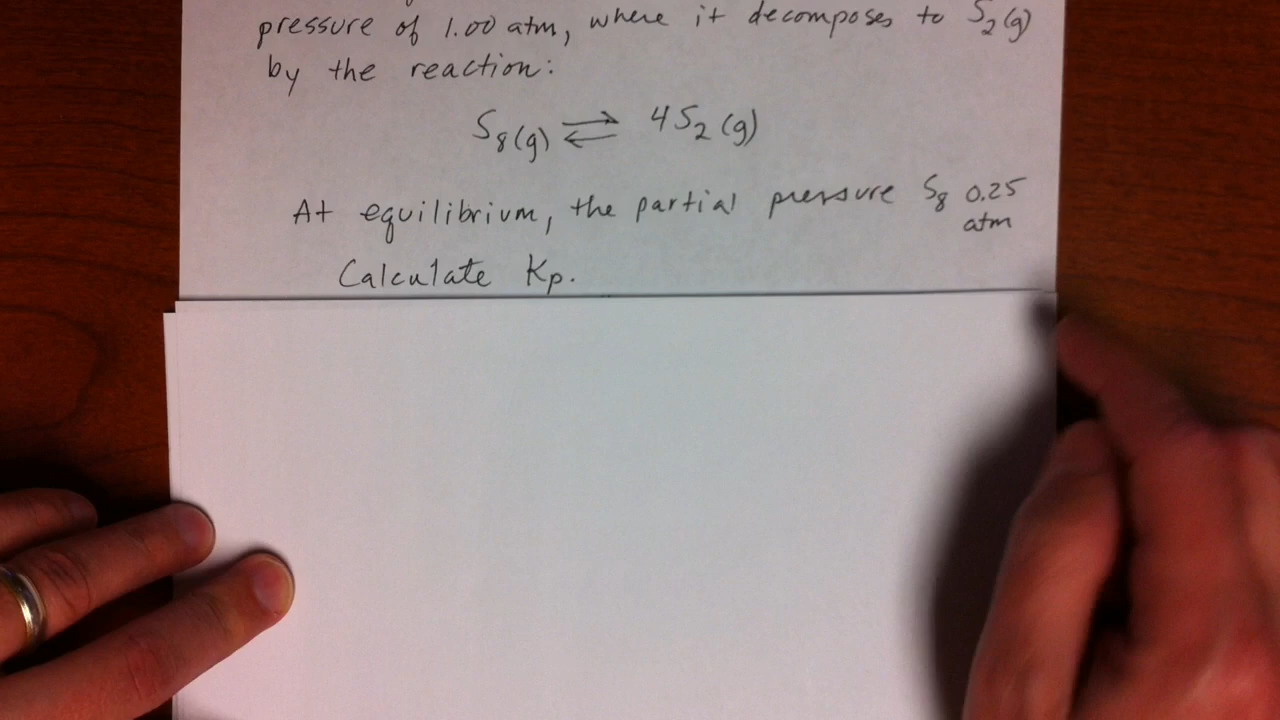 pressure of 1.00 atm, where it decomposes to S₂(g)
by the reaction:
S₈(g) ⇌ 4S₂(g)
At equilibrium, the partial pressure S₈ 0.25
atm
Calculate Kp.